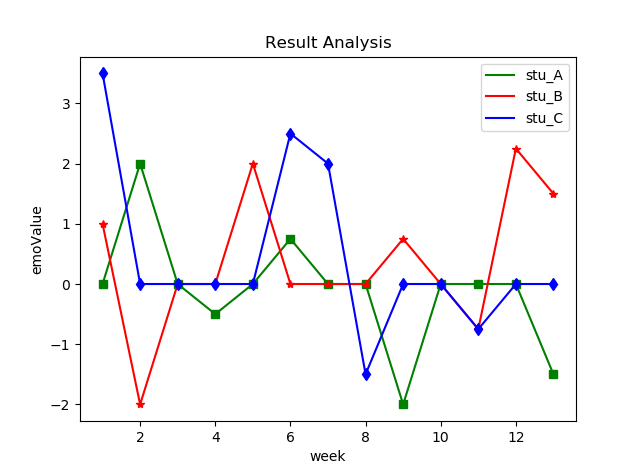 Result Analysis
stu_A
stu_B
stu_C
emoValue
3
2
1
0
−1
−2
2 4 6 8 10 12
week